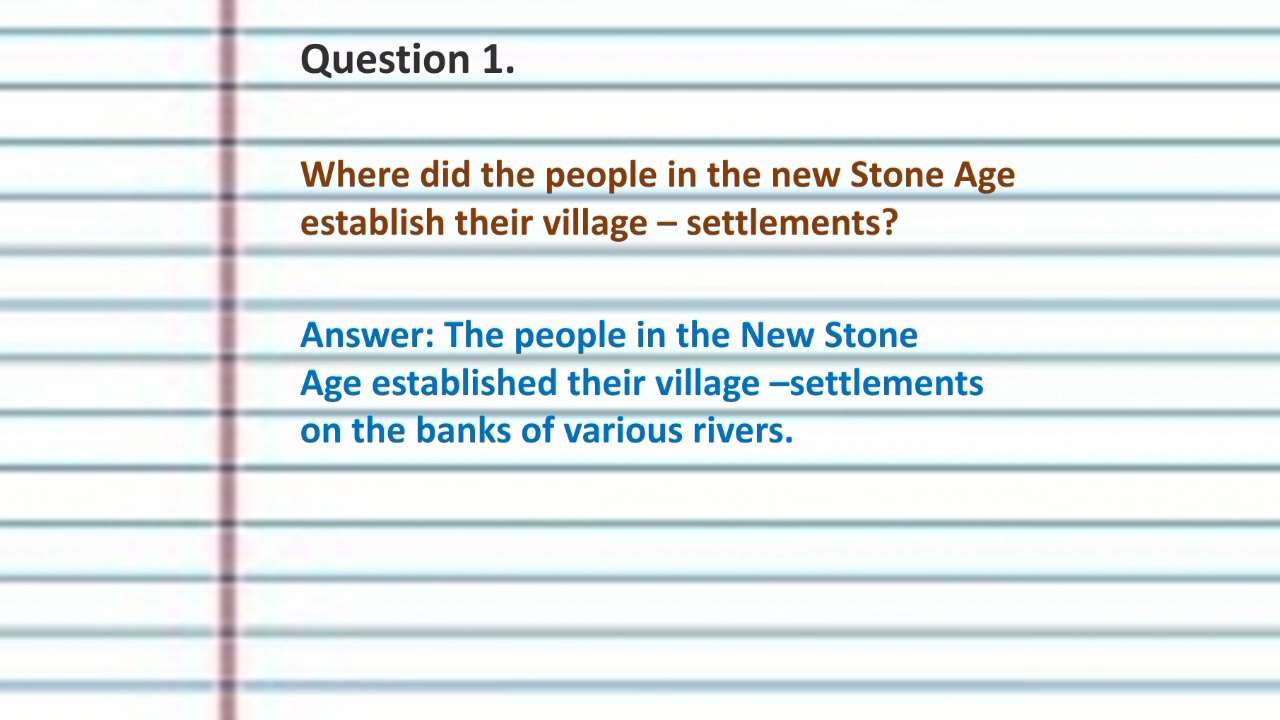 Question 1.
Where did the people in the new Stone Age
establish their village – settlements?
Answer: The people in the New Stone
Age established their village –settlements
on the banks of various rivers.